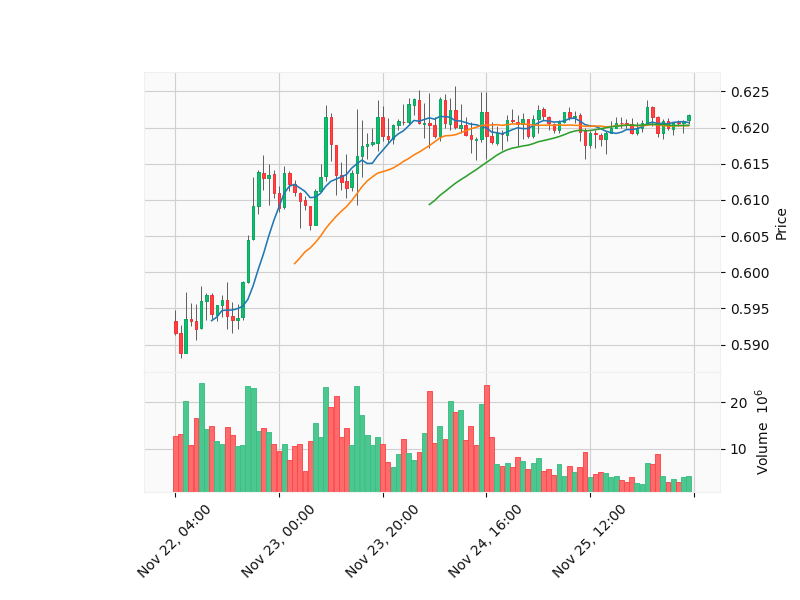 0.625
0.620
0.615
0.610
0.605
0.600
0.595
0.590
Price
20
10
Volume 10⁶
Nov 22, 04:00
Nov 23, 00:00
Nov 23, 20:00
Nov 24, 16:00
Nov 25, 12:00